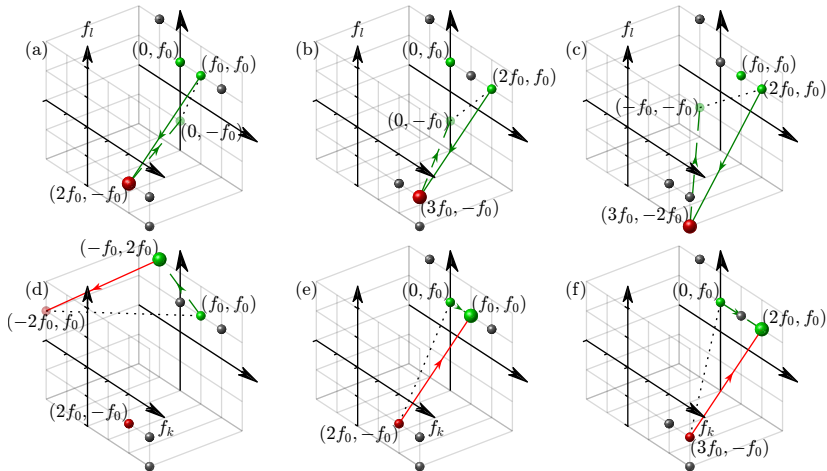 (a)
f_l
(0, f_0)
(f_0, f_0)
(0, −f_0)
(2f_0, −f_0)
(b)
f_l
(0, f_0)
(2f_0, f_0)
(0, −f_0)
(3f_0, −f_0)
(c)
f_l
(f_0, f_0)
(2f_0, f_0)
(−f_0, −f_0)
(3f_0, −2f_0)
(d)
(−f_0, 2f_0)
(f_0, f_0)
(−2f_0, f_0)
(2f_0, −f_0)
f_k
(e)
(0, f_0)
(f_0, f_0)
(2f_0, −f_0)
f_k
(f)
(0, f_0)
(2f_0, f_0)
f_k
(3f_0, −f_0)